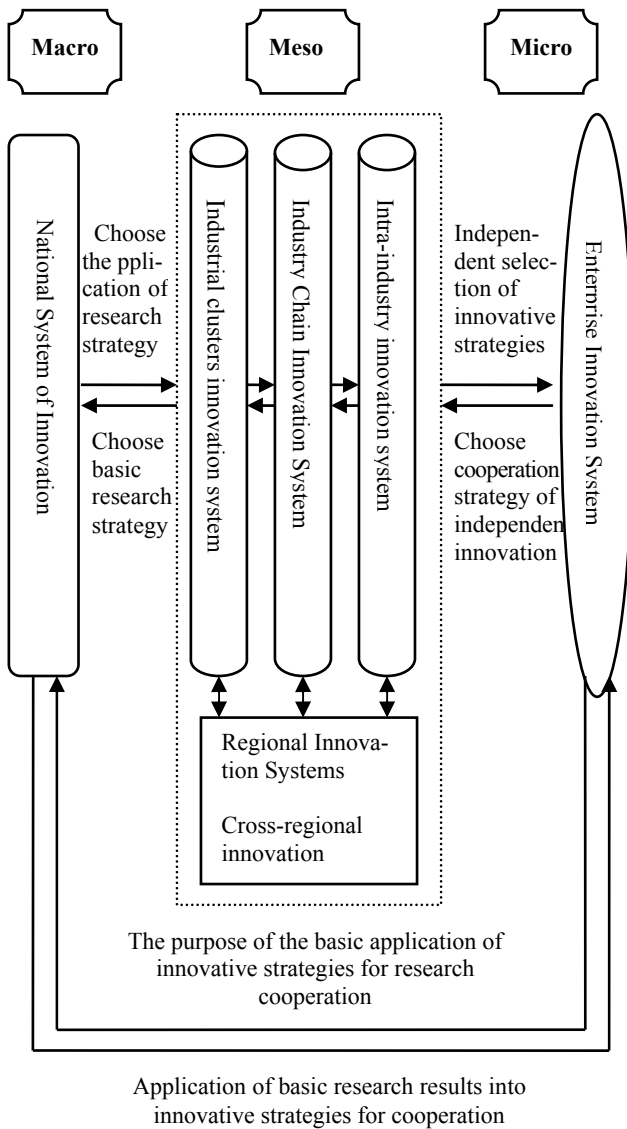 Macro
Meso
Micro
National System of Innovation
Choose
the ppli-
cation of
research
strategy
Choose
basic
research
strategy
Industrial clusters innovation system
Industry Chain Innovation System
Intra-industry innovation system
Indepen-
dent selec-
tion of
innovative
strategies
Choose
cooperation
strategy of
independen
innovation
Enterprise Innovation System
Regional Innova-
tion Systems
Cross-regional
innovation
The purpose of the basic application of
innovative strategies for research
cooperation
Application of basic research results into
innovative strategies for cooperation